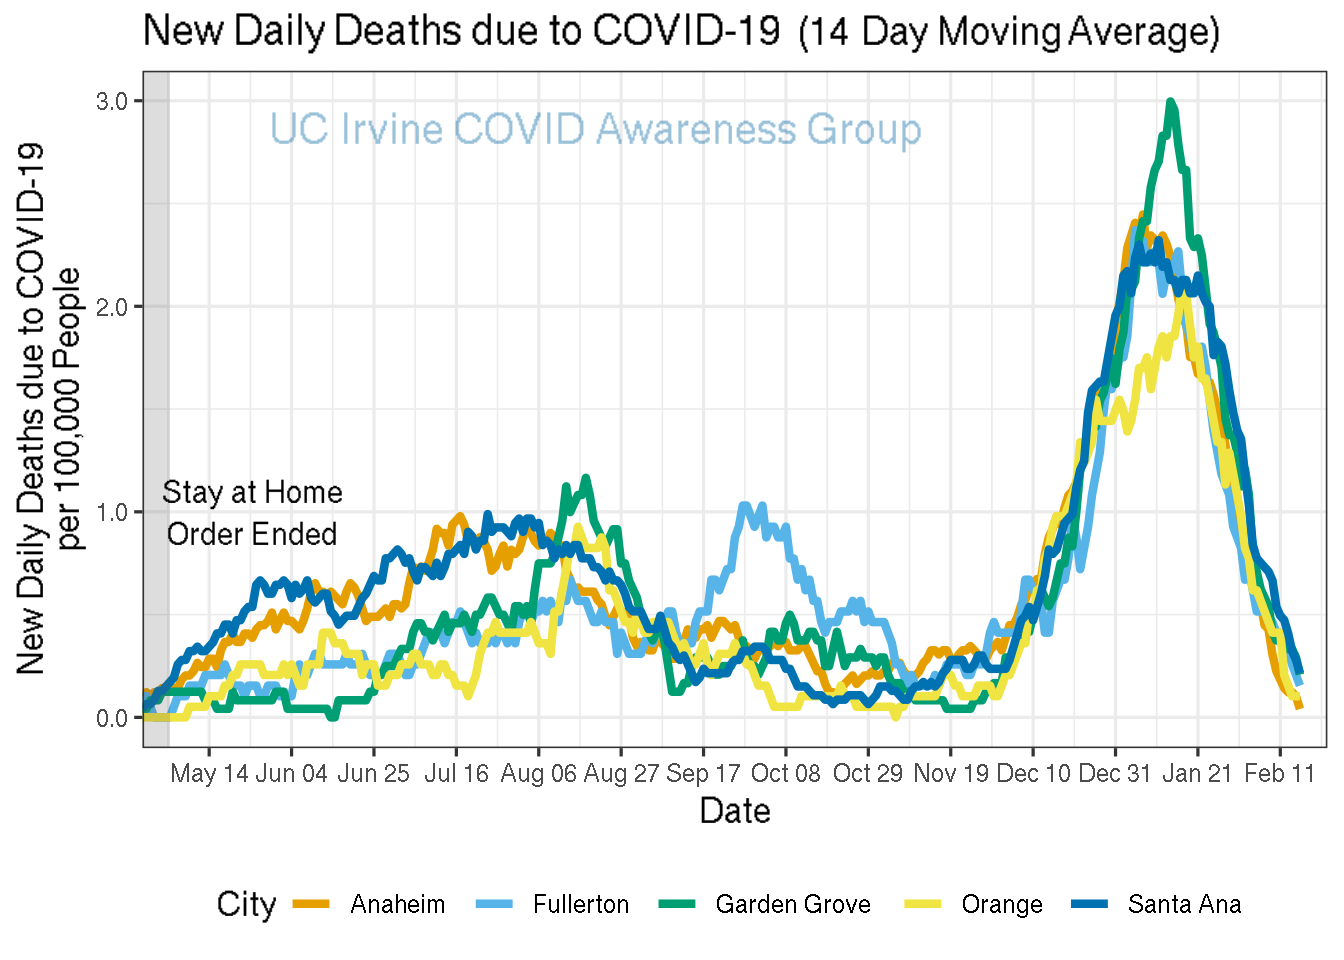 New Daily Deaths due to COVID-19 (14 Day Moving Average)
UC Irvine COVID Awareness Group
New Daily Deaths due to COVID-19
per 100,000 People
3.0
2.0
1.0
0.0
Stay at Home
Order Ended
May 14 Jun 04 Jun 25 Jul 16 Aug 06 Aug 27 Sep 17 Oct 08 Oct 29 Nov 19 Dec 10 Dec 31 Jan 21 Feb 11
Date
City Anaheim Fullerton Garden Grove Orange Santa Ana